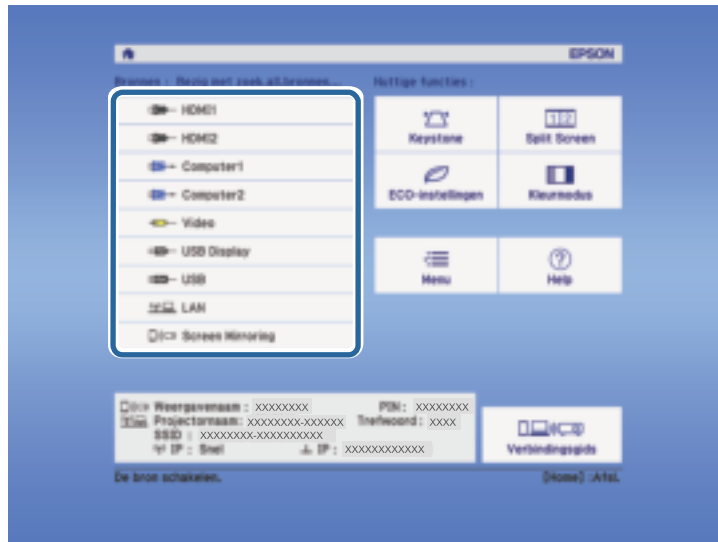 EPSON
Bronnen : Bezig met zoek all.bronnen...
Nuttige functies :
HDMI1
HDMI2
Computer1
Computer2
Video
USB Display
USB
LAN
Screen Mirroring
Keystone
Split Screen
ECO-instellingen
Kleurmodus
Menu
Help
Weergavenaam : XXXXXXXX
PIN : XXXXXXXX
Projectornaam: XXXXXXXX-XXXXXX
Trefwoord : XXXX
SSID : XXXXXXXX-XXXXXXXXXX
IP : Snel
IP : XXXXXXXXXXXX
Verbindingsgids
De bron schakelen.
[Home] :Afsl.